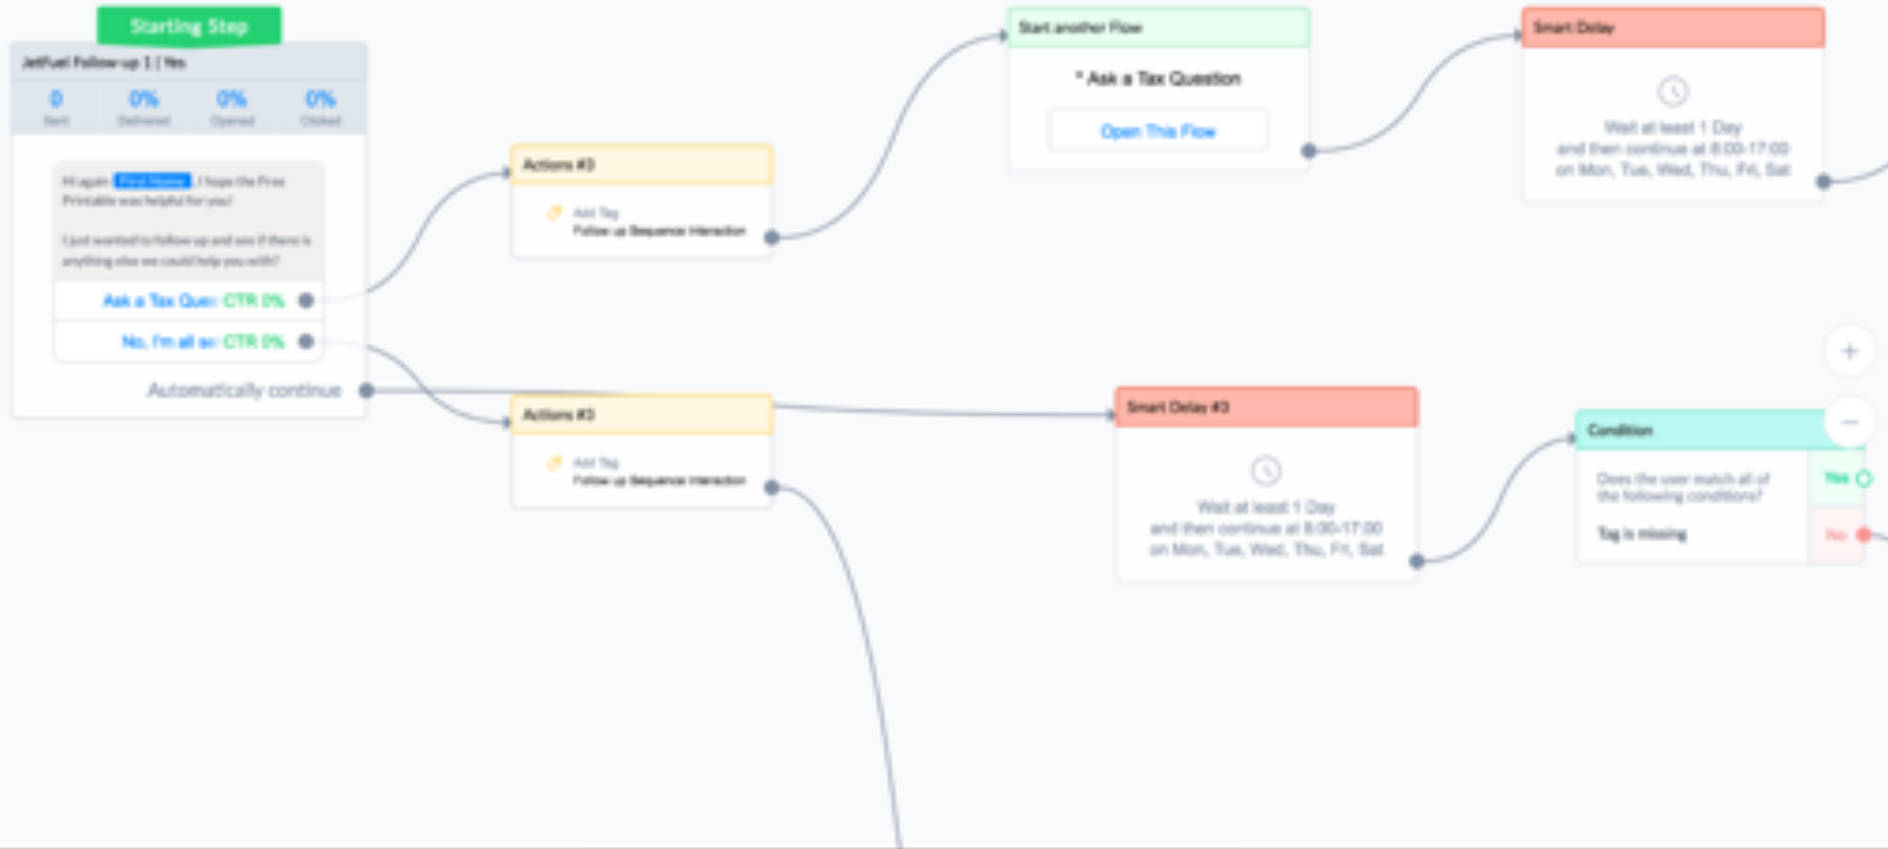 Starting Step
JetFuel Follow-up 1 | Yes
0 0% 0% 0%
Sent Delivered Opened Clicked
Hi again First Name, I hope the Free
Printable was helpful for you!
I just wanted to follow up and see if there is
anything else we could help you with?
Ask a Tax Ques CTR 0%
No, I'm all se CTR 0%
Automatically continue
Actions #3
Add Tag
Follow up Sequence Interaction
Actions #3
Add Tag
Follow up Sequence Interaction
Start another Flow
* Ask a Tax Question
Open This Flow
Smart Delay
Wait at least 1 Day
and then continue at 8:00-17:00
on Mon, Tue, Wed, Thu, Fri, Sat
Smart Delay #3
Wait at least 1 Day
and then continue at 8:00-17:00
on Mon, Tue, Wed, Thu, Fri, Sat
+
−
Condition
Does the user match all of
the following conditions?
Yes
Tag is missing
No